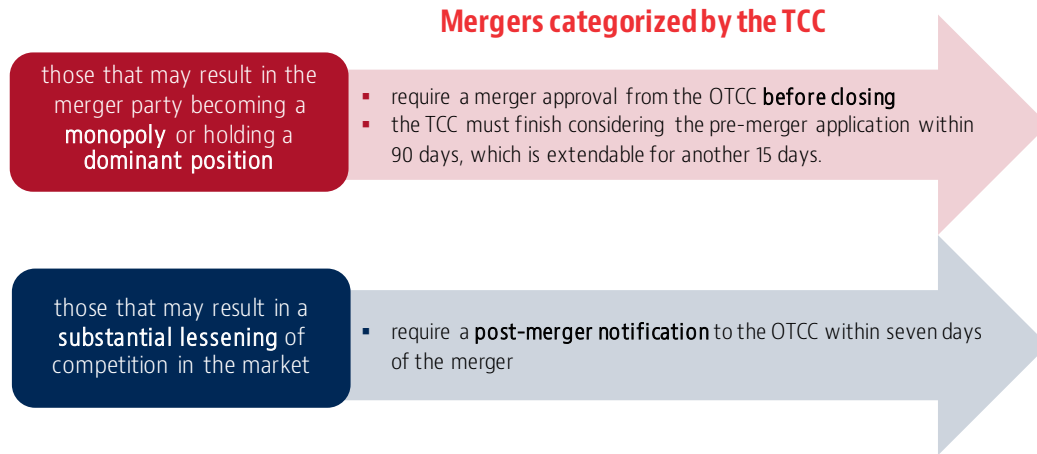 Mergers categorized by the TCC
those that may result in the
merger party becoming a
monopoly or holding a
dominant position
▪ require a merger approval from the OTCC before closing
▪ the TCC must finish considering the pre-merger application within
90 days, which is extendable for another 15 days.
those that may result in a
substantial lessening of
competition in the market
▪ require a post-merger notification to the OTCC within seven days
of the merger